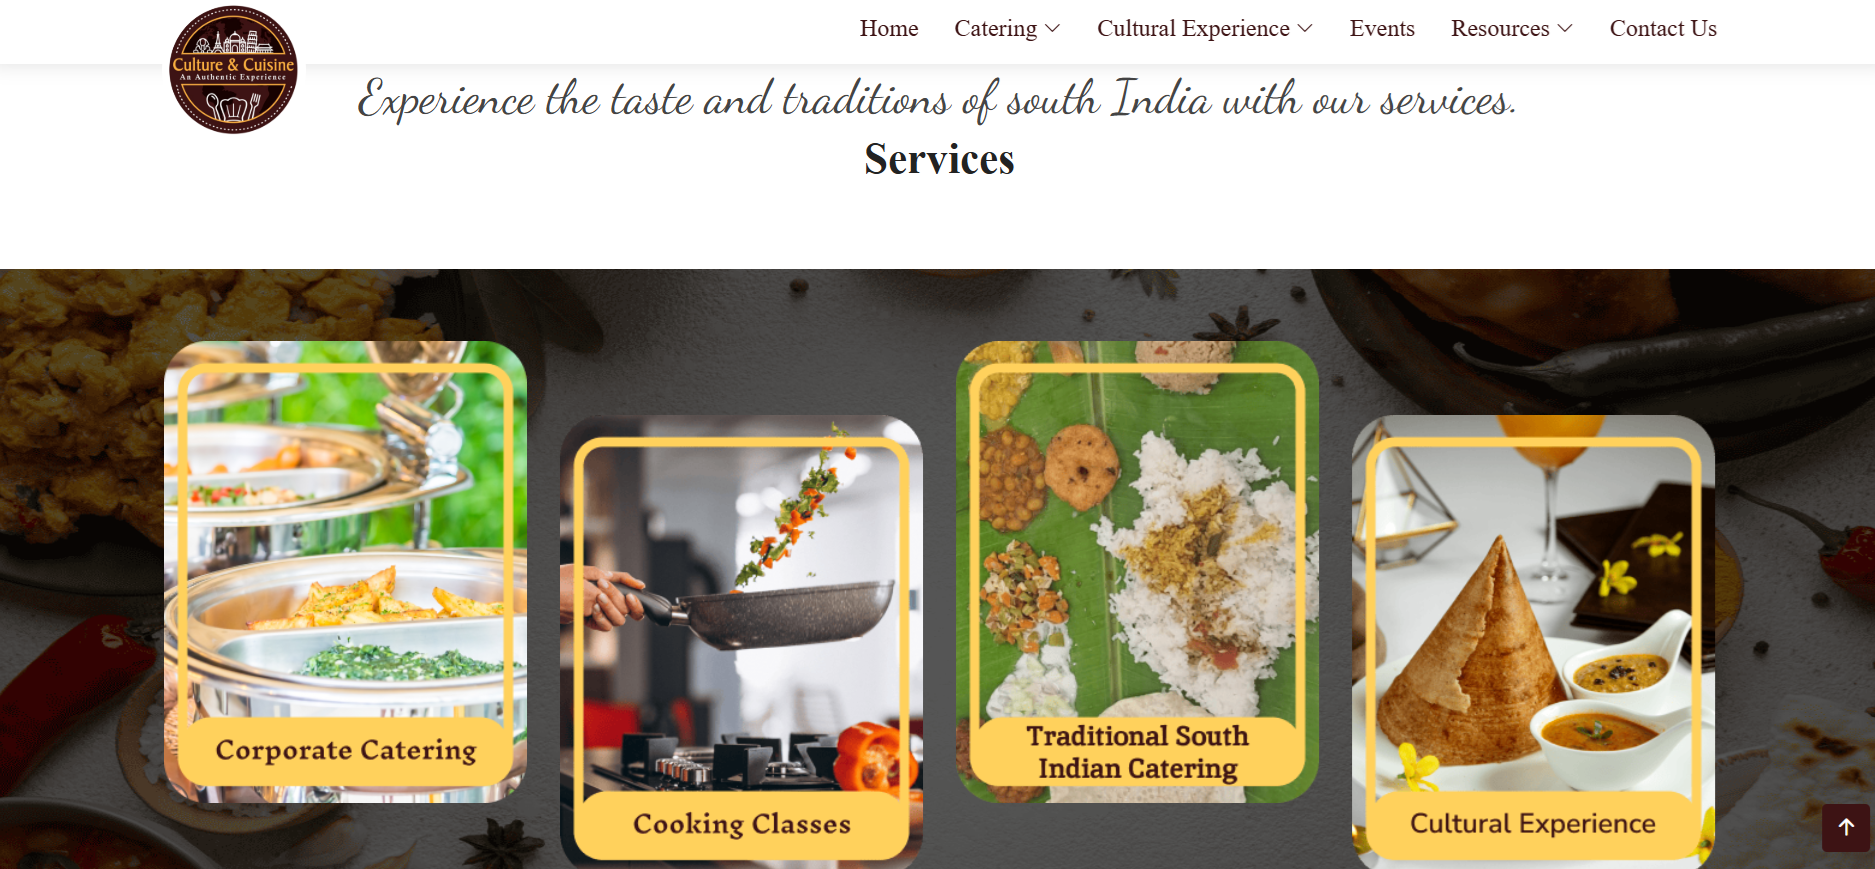 Culture & Cuisine
An Authentic Experience
Home Catering Cultural Experience Events Resources Contact Us
Experience the taste and traditions of south India with our services.
Services
Corporate Catering
Cooking Classes
Traditional South
Indian Catering
Cultural Experience